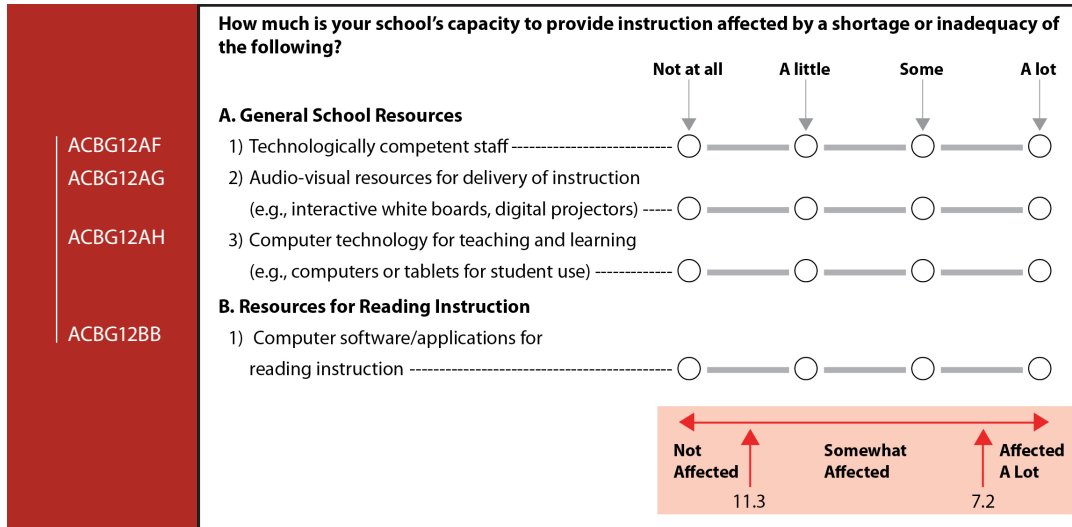 How much is your school's capacity to provide instruction affected by a shortage or inadequacy of
the following?
Not at all A little Some A lot
A. General School Resources
ACBG12AF 1) Technologically competent staff
ACBG12AG 2) Audio-visual resources for delivery of instruction
(e.g., interactive white boards, digital projectors)
ACBG12AH 3) Computer technology for teaching and learning
(e.g., computers or tablets for student use)
B. Resources for Reading Instruction
ACBG12BB 1) Computer software/applications for
reading instruction
Not Somewhat Affected
Affected Affected A Lot
11.3 7.2